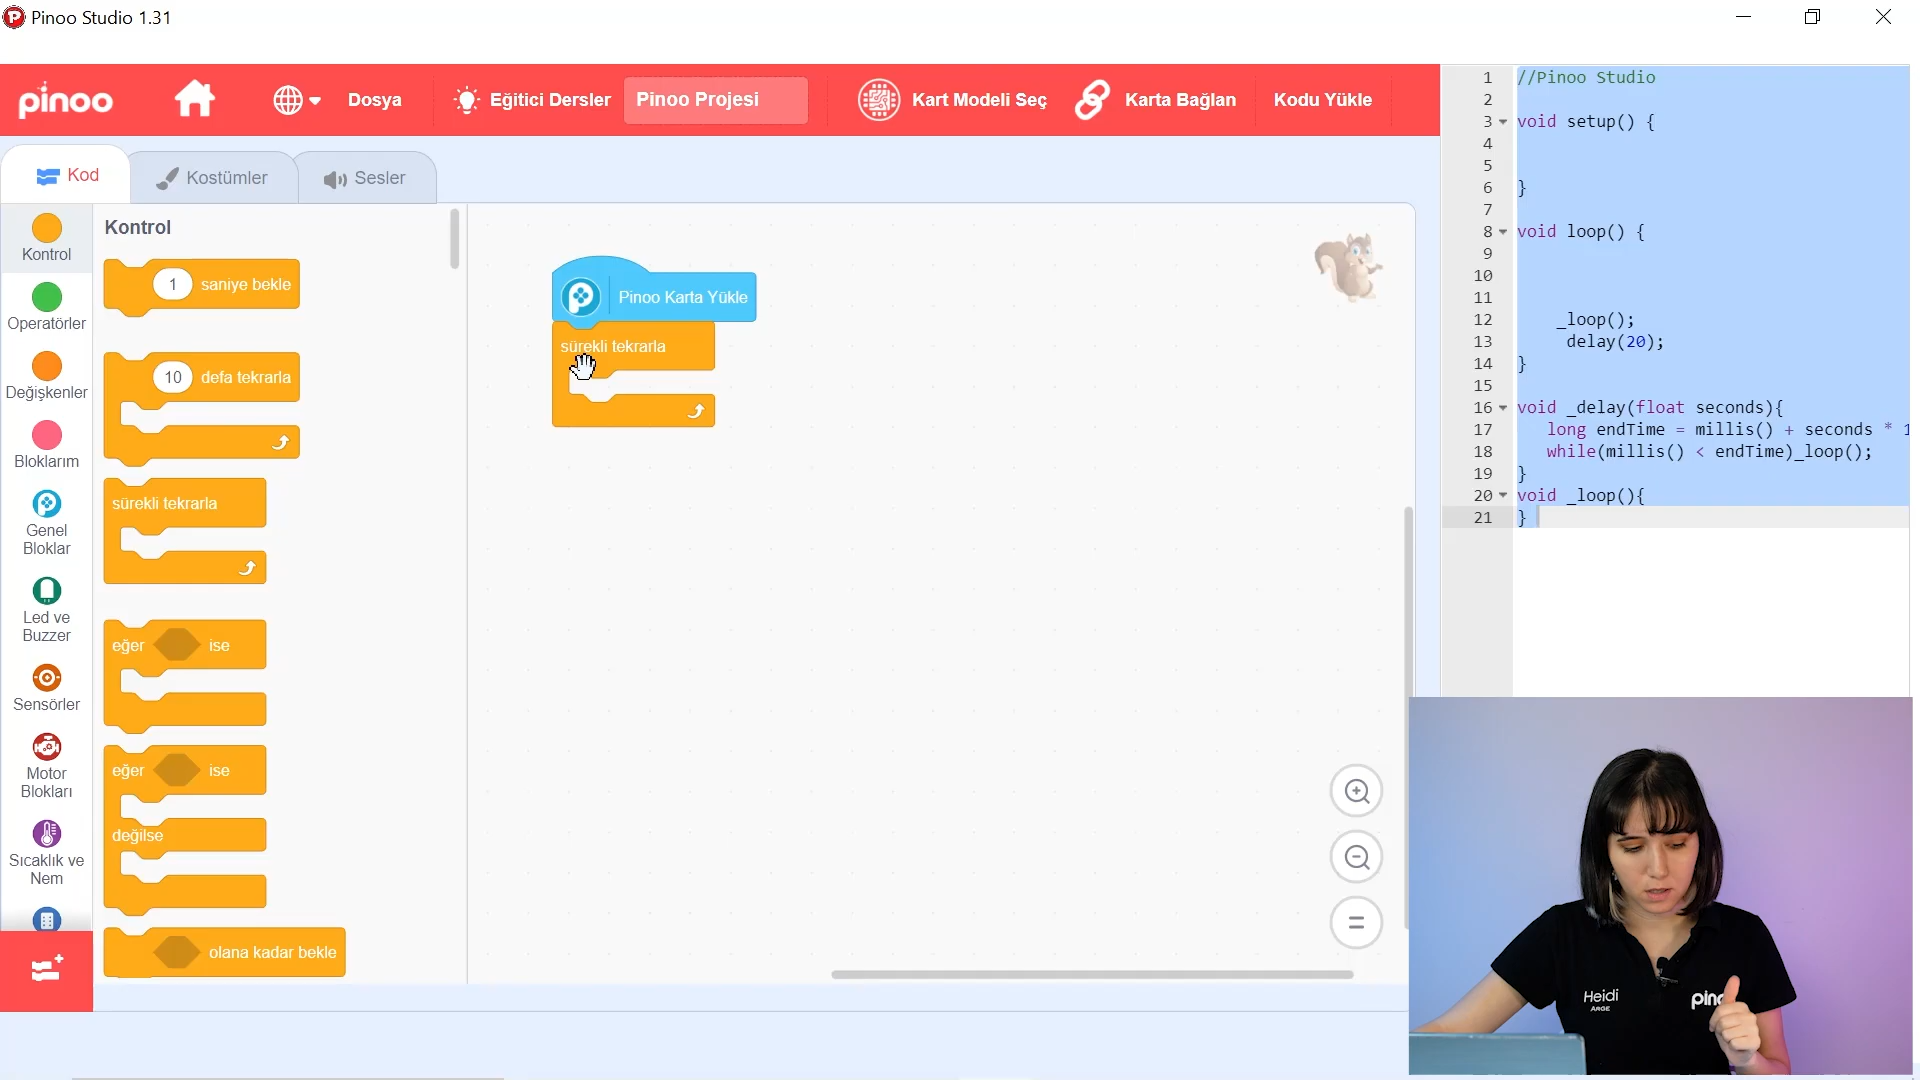 Pinoo Studio 1.31
pinoo
Dosya
Eğitici Dersler
Pinoo Projesi
Kart Modeli Seç
Karta Bağlan
Kodu Yükle
Kod
Kostümler
Sesler
Kontrol
Operatörler
Değişkenler
Bloklarım
Genel
Bloklar
Led ve
Buzzer
Sensörler
Motor
Blokları
Sıcaklık ve
Nem
Kontrol
1 saniye bekle
10 defa tekrarla
sürekli tekrarla
eğer ise
eğer ise
değilse
olana kadar bekle
Pinoo Karta Yükle
sürekli tekrarla
1 //Pinoo Studio
2
3 void setup() {
4
5
6 }
7
8 void loop() {
9
10
11
12 _loop();
13 delay(20);
14 }
15
16 void _delay(float seconds){
17 long endTime = millis() + seconds * 1
18 while(millis() < endTime)_loop();
19 }
20 void _loop(){
21 }
Heidi
ARGE